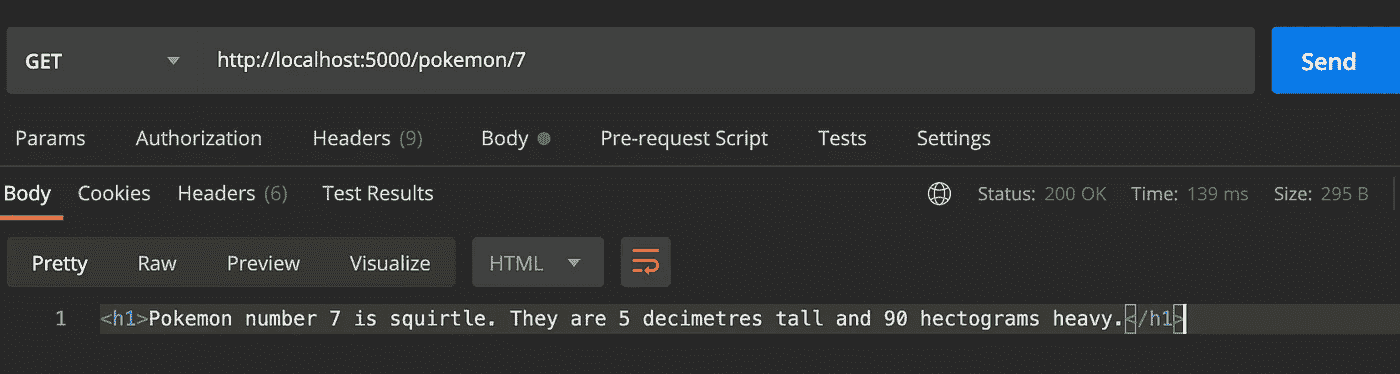 GET http://localhost:5000/pokemon/7 Send
Params Authorization Headers (9) Body Pre-request Script Tests Settings
Body Cookies Headers (6) Test Results Status: 200 OK Time: 139 ms Size: 295 B
Pretty Raw Preview Visualize HTML
1 <h1>Pokemon number 7 is squirtle. They are 5 decimetres tall and 90 hectograms heavy.</h1>